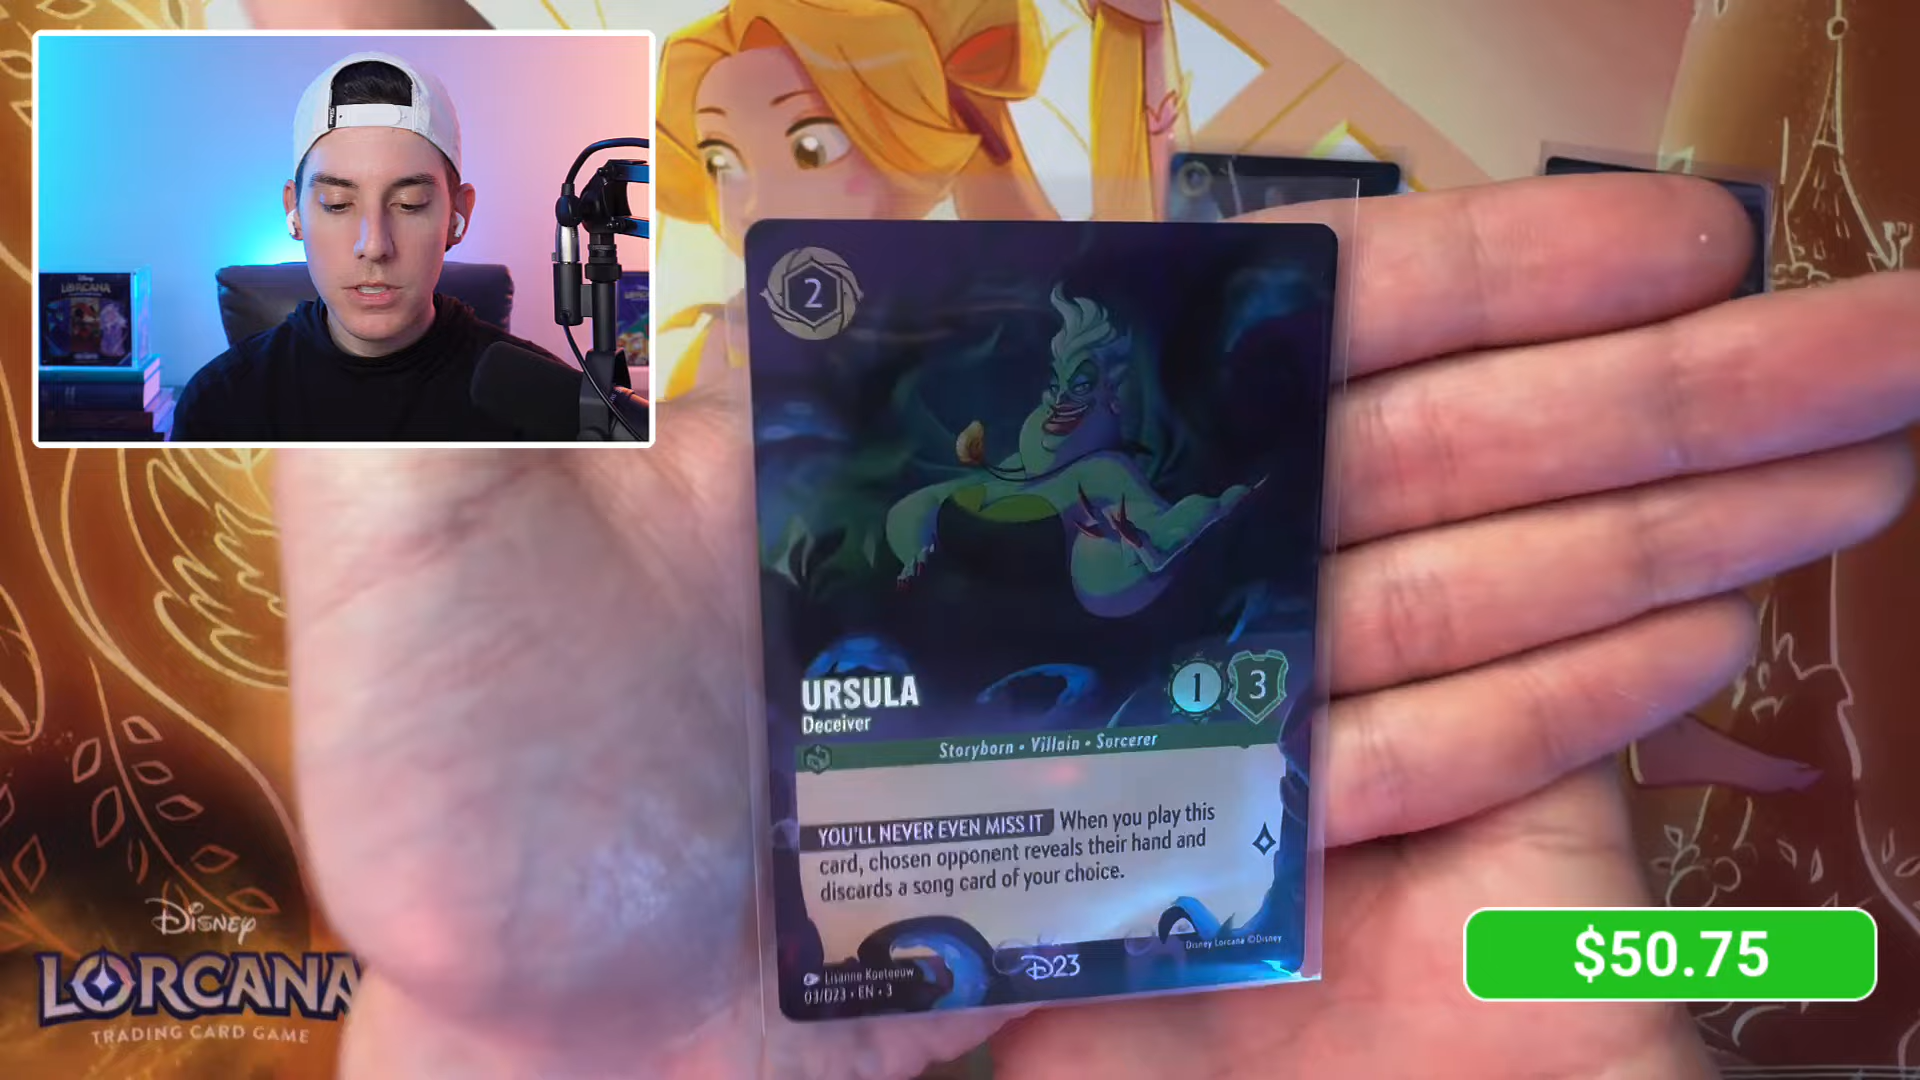 DISNEY
LORCANA
2
URSULA
Deceiver
1
3
Storyborn • Villain • Sorcerer
YOU'LL NEVER EVEN MISS IT When you play this
card, chosen opponent reveals their hand and
discards a song card of your choice.
Disney Lorcana ©Disney
D23
Lisanne Koeteeuw
03/D23 • EN • 3
$50.75
DISNEY
LORCANA
TRADING CARD GAME